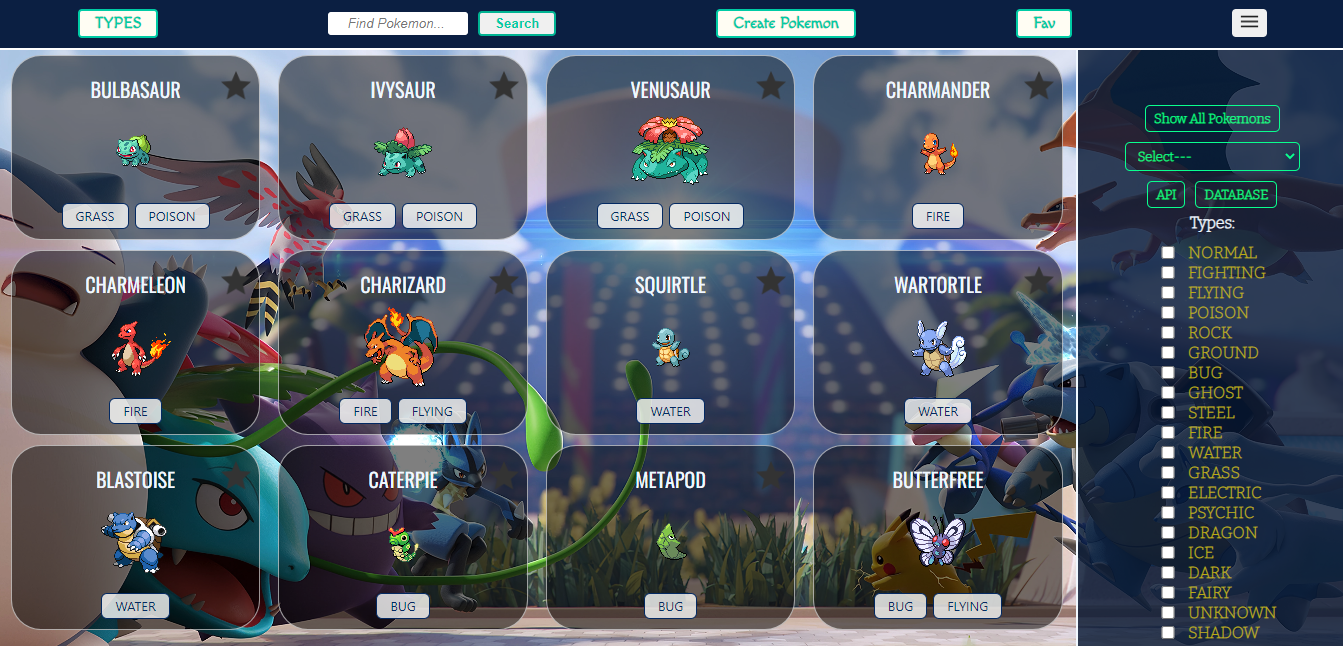 TYPES Find Pokemon... Search Create Pokemon Fav
BULBASAUR IVYSAUR VENUSAUR CHARMANDER
GRASS POISON GRASS POISON GRASS POISON FIRE
CHARMELEON CHARIZARD SQUIRTLE WARTORTLE
FIRE FIRE FLYING WATER WATER
BLASTOISE CATERPIE METAPOD BUTTERFREE
WATER BUG BUG BUG FLYING
Show All Pokemons
Select---
API DATABASE
Types:
NORMAL
FIGHTING
FLYING
POISON
ROCK
GROUND
BUG
GHOST
STEEL
FIRE
WATER
GRASS
ELECTRIC
PSYCHIC
DRAGON
ICE
DARK
FAIRY
UNKNOWN
SHADOW